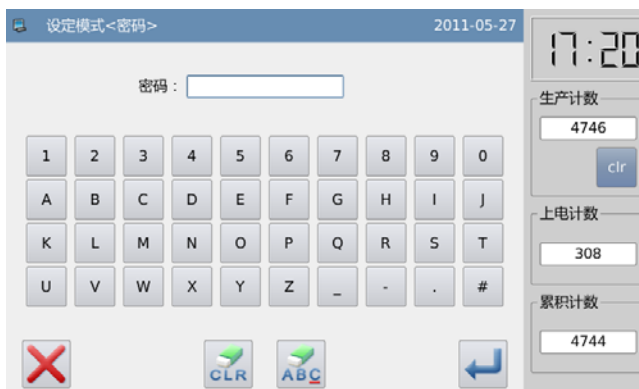 设定模式<密码>
2011-05-27
密码：
1 2 3 4 5 6 7 8 9 0
A B C D E F G H I J
K L M N O P Q R S T
U V W X Y Z _ - . #
CLR
ABC
17:20
生产计数
4746
clr
上电计数
308
累积计数
4744